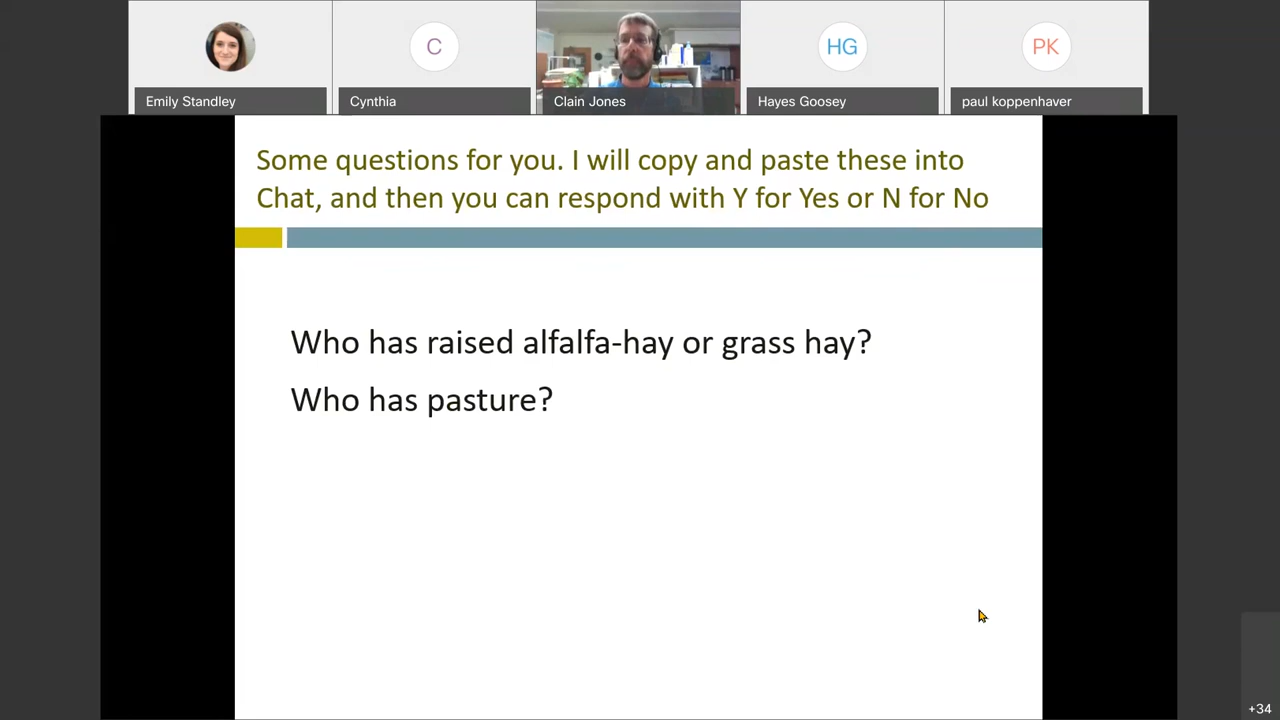 C
HG
PK
Emily Standley
Cynthia
Clain Jones
Hayes Goosey
paul koppenhaver
Some questions for you. I will copy and paste these into
Chat, and then you can respond with Y for Yes or N for No
Who has raised alfalfa-hay or grass hay?
Who has pasture?
+34